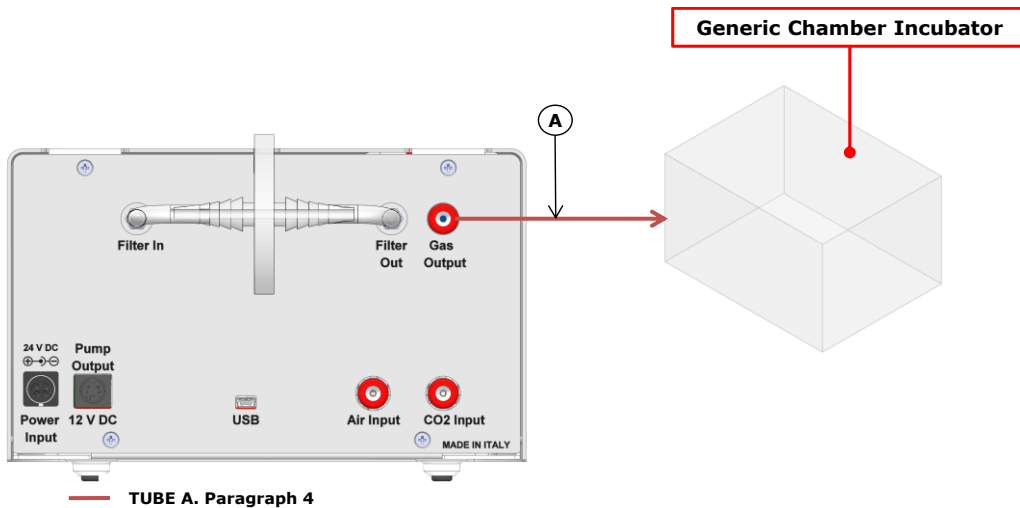 Generic Chamber Incubator
A
Filter In
Filter
Out
Gas
Output
24 V DC
Pump
Output
Power
Input
12 V DC
USB
Air Input
CO2 Input
MADE IN ITALY
TUBE A. Paragraph 4